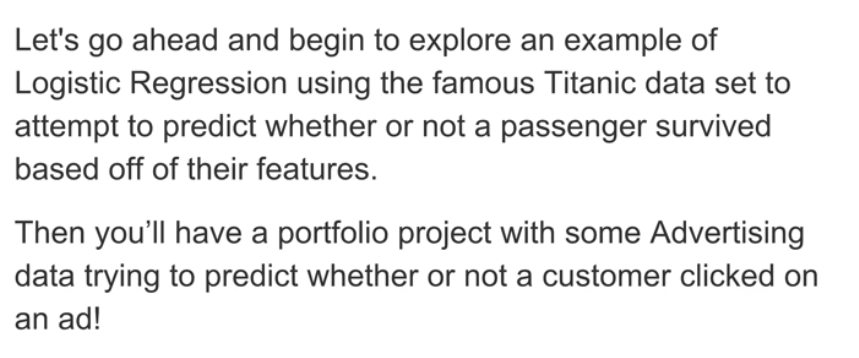 Let's go ahead and begin to explore an example of
Logistic Regression using the famous Titanic data set to
attempt to predict whether or not a passenger survived
based off of their features.
Then you’ll have a portfolio project with some Advertising
data trying to predict whether or not a customer clicked on
an ad!